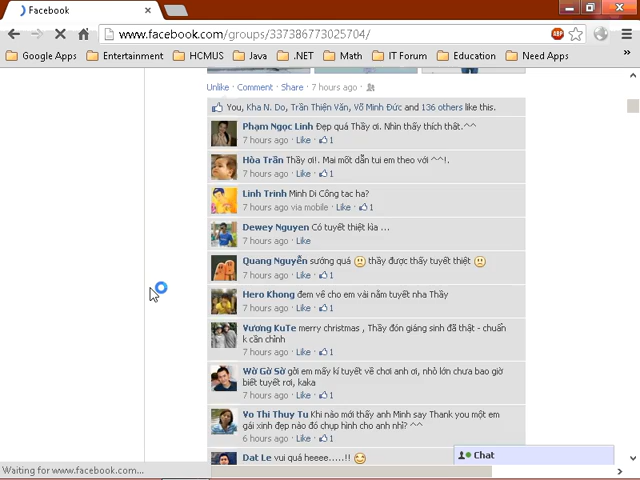 Facebook
www.facebook.com/groups/337386773025704/
ABP
Google Apps Entertainment HCMUS Java .NET Math IT Forum Education Need Apps
Unlike · Comment · Share · 7 hours ago ·
You, Kha N. Do, Trần Thiện Văn, Võ Minh Đức and 136 others like this.
Phạm Ngọc Linh Đẹp quá Thầy ơi. Nhìn thấy thích thật.^^
7 hours ago · Like · 1
Hòa Trần Thầy ơi!. Mai mốt dẫn tui em theo với ^^!.
7 hours ago · Like · 1
Linh Trinh Minh Di Công tac ha?
7 hours ago via mobile · Like · 1
Dewey Nguyen Có tuyết thiệt kìa ...
7 hours ago · Like
Quang Nguyễn sướng quá thầy được thấy tuyết thiệt
7 hours ago · Like · 1
Hero Khong đem về cho em vài nắm tuyết nha Thầy
7 hours ago · Like · 1
Vương KuTe merry christmas , Thầy đón giáng sinh đã thật - chuẩn
k cần chỉnh
7 hours ago · Like · 1
Wờ Gờ Sờ gởi em mấy kí tuyết về chơi anh ơi, nhỏ lớn chưa bao giờ
biết tuyết rơi, kaka
7 hours ago · Like · 1
Vo Thi Thuy Tu Khi nào mới thấy anh Minh say Thank you một em
gái xinh đẹp nào đó chụp hình cho anh nhỉ? ^^
6 hours ago · Like · 1
Dat Le vui quá heeee.....!!
Chat
Waiting for www.facebook.com...